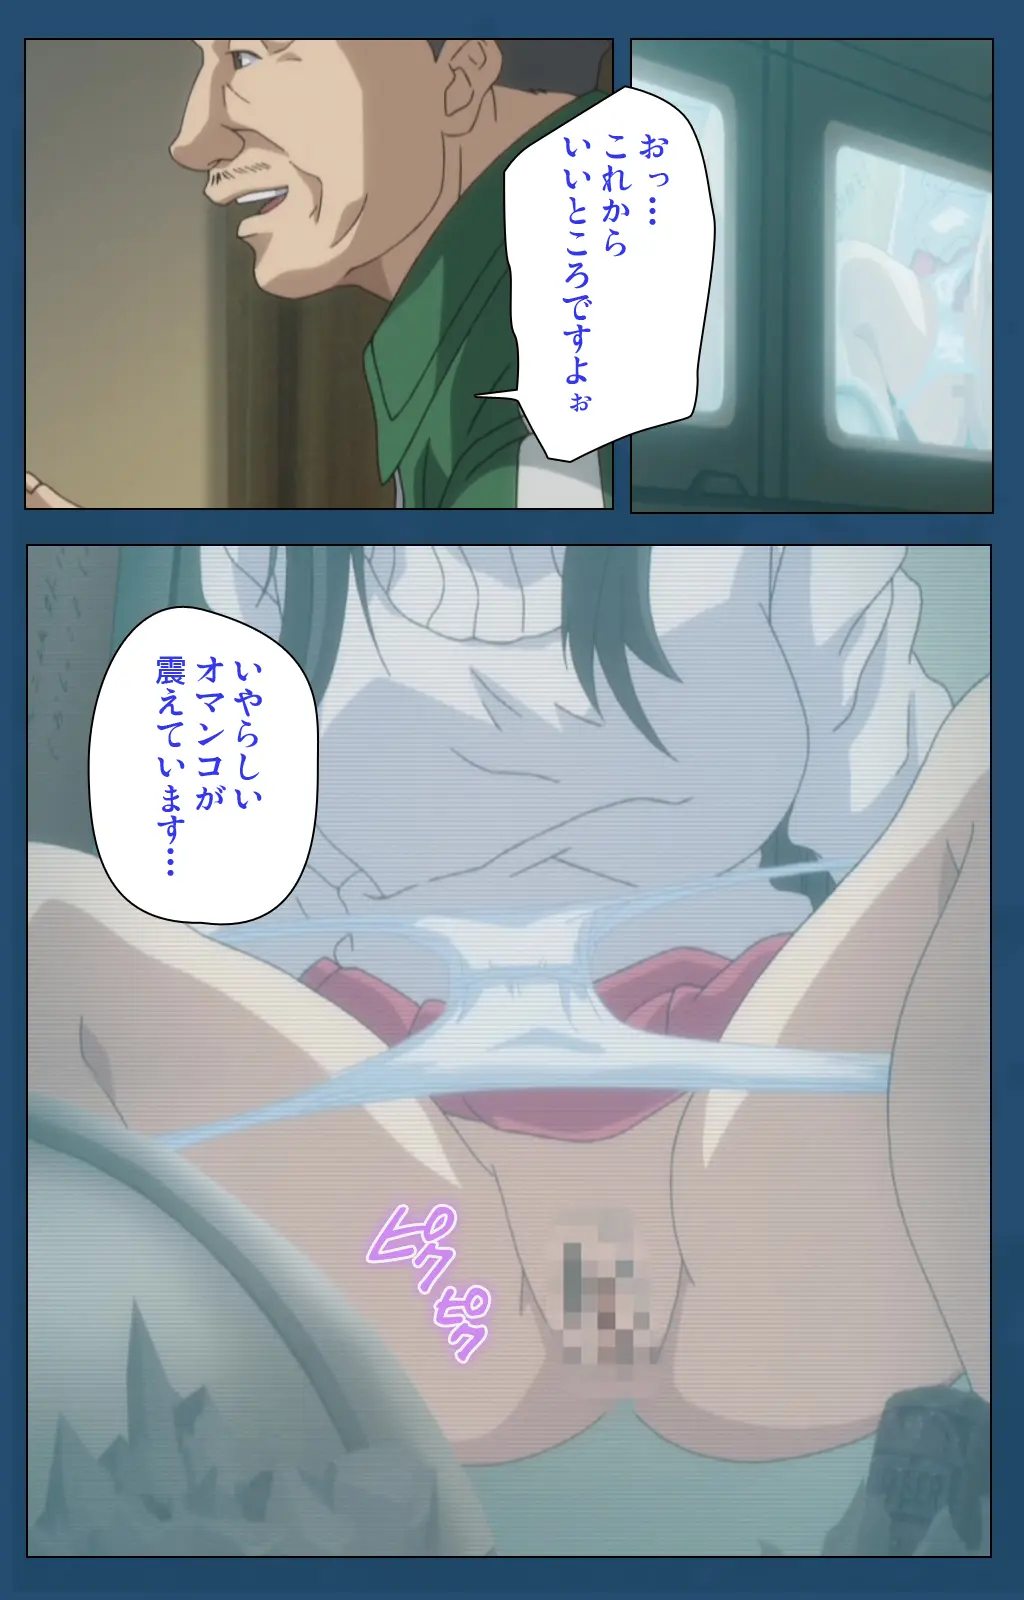 おっ…
これから
いいところですよぉ
いやらしい
オマンコが
震えています…
ピク
ピク